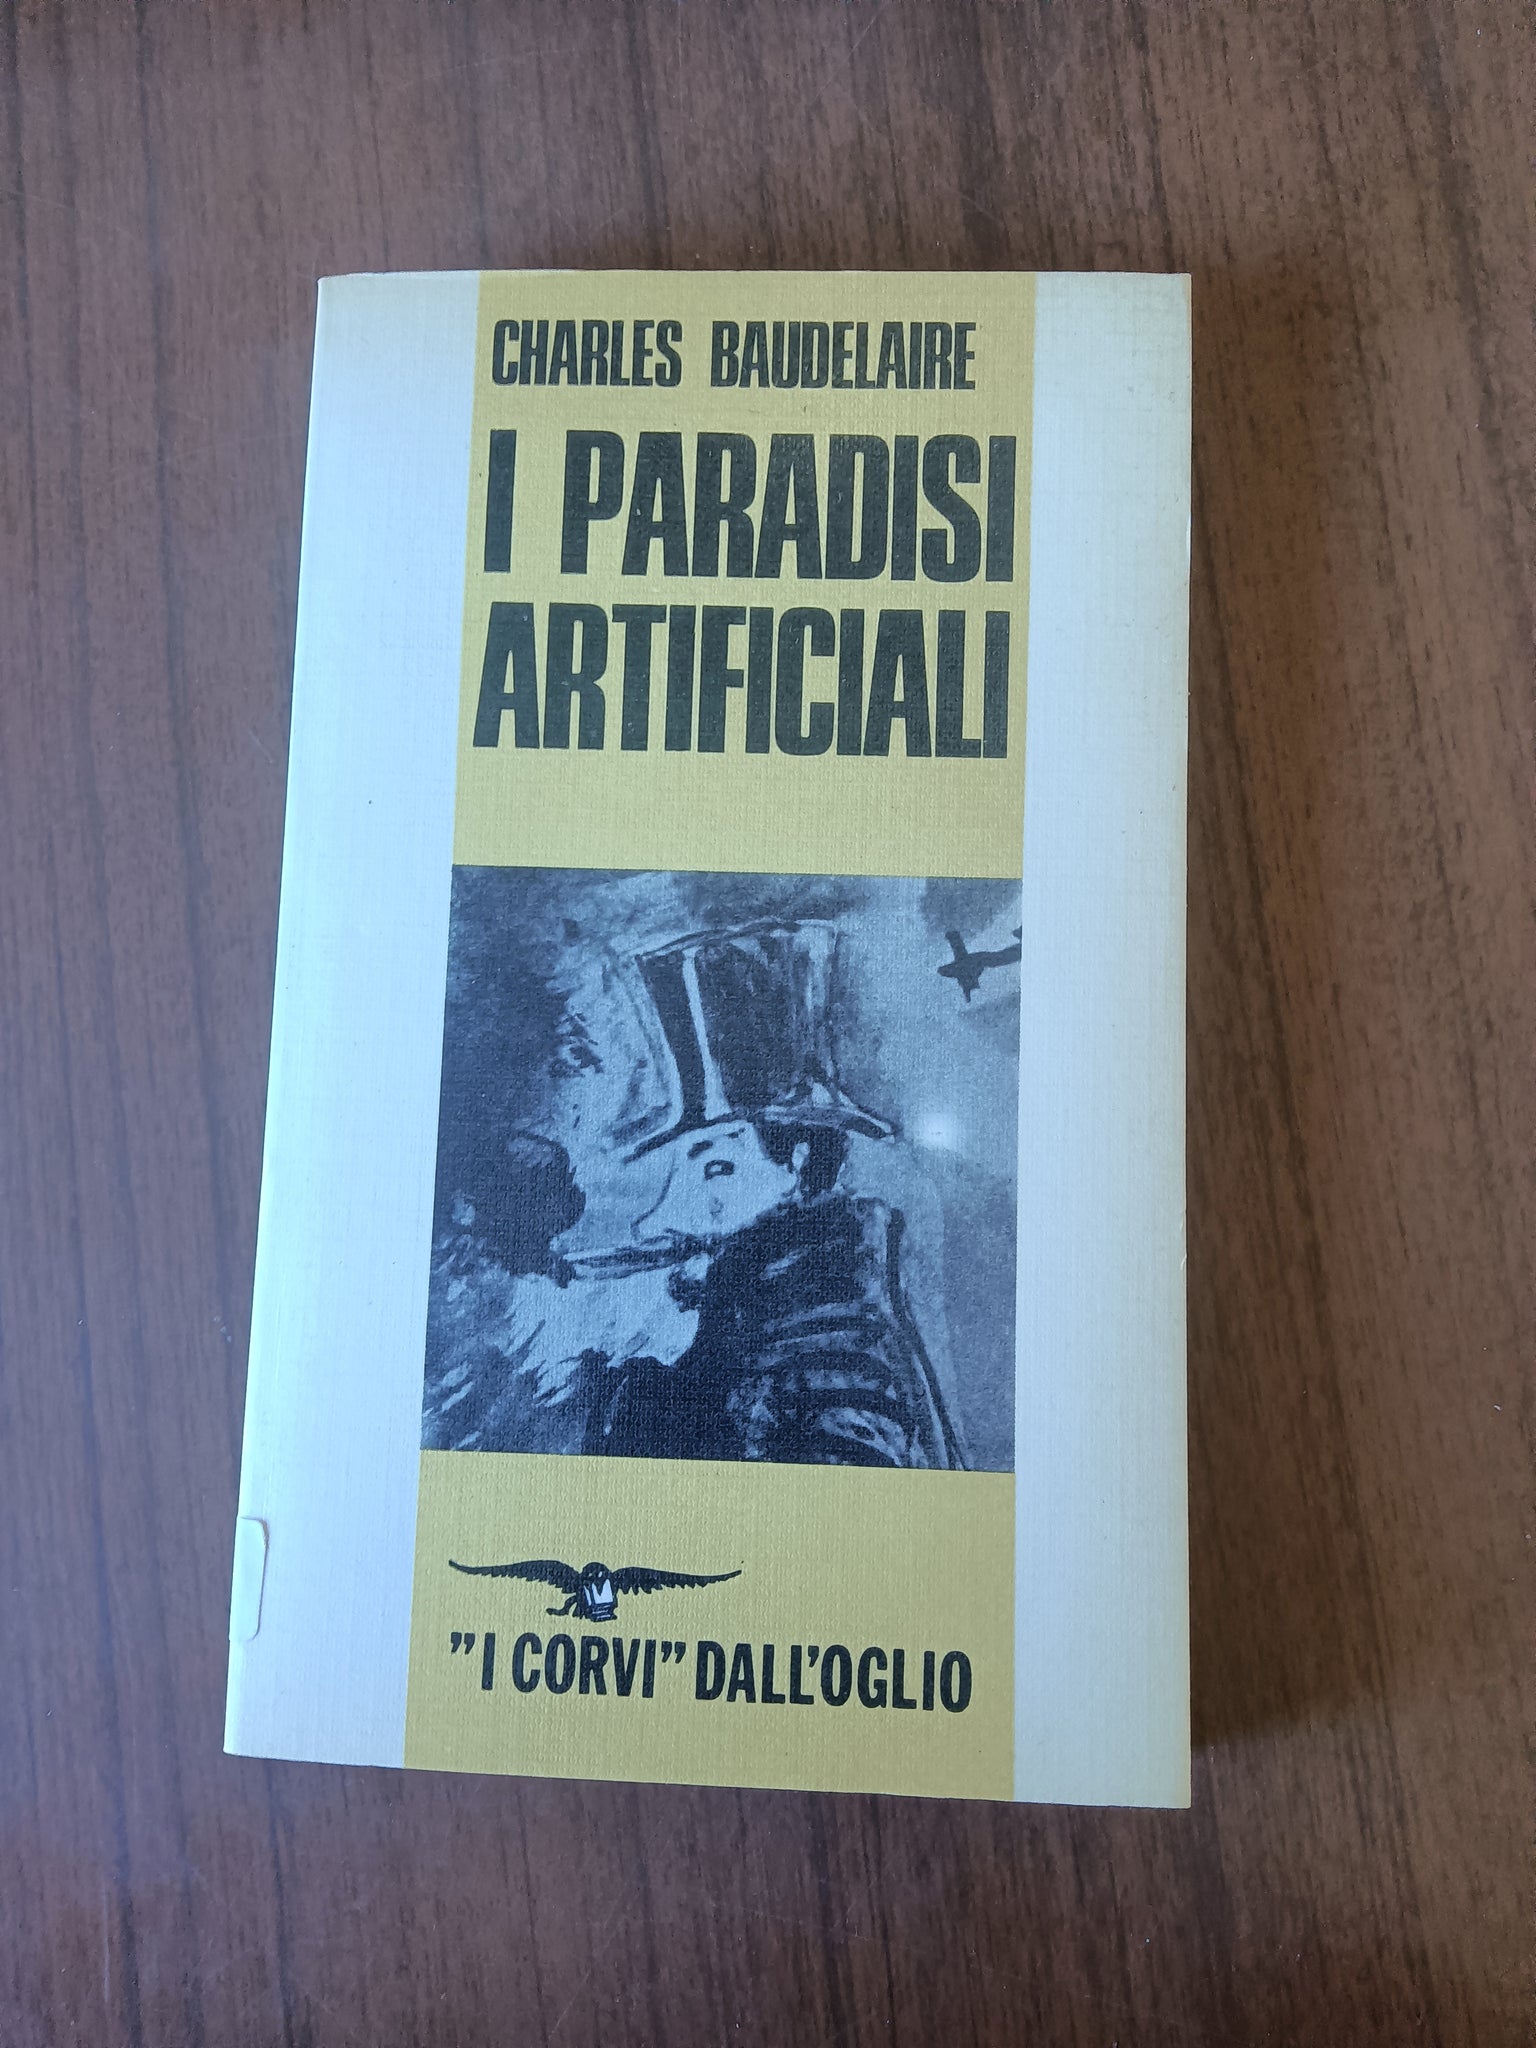 CHARLES BAUDELAIRE
I PARADISI
ARTIFICIALI
”I CORVI” DALL'OGLIO